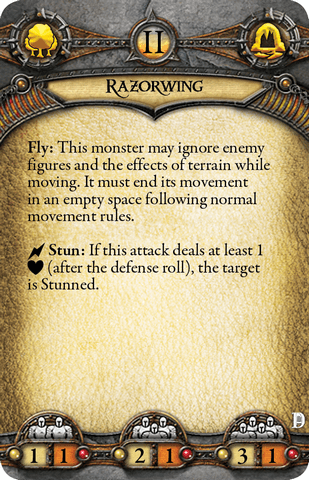 II
RAZORWING
Fly: This monster may ignore enemy
figures and the effects of terrain while
moving. It must end its movement
in an empty space following normal
movement rules.
Stun: If this attack deals at least 1
(after the defense roll), the target
is Stunned.
1 1 2 1 3 1